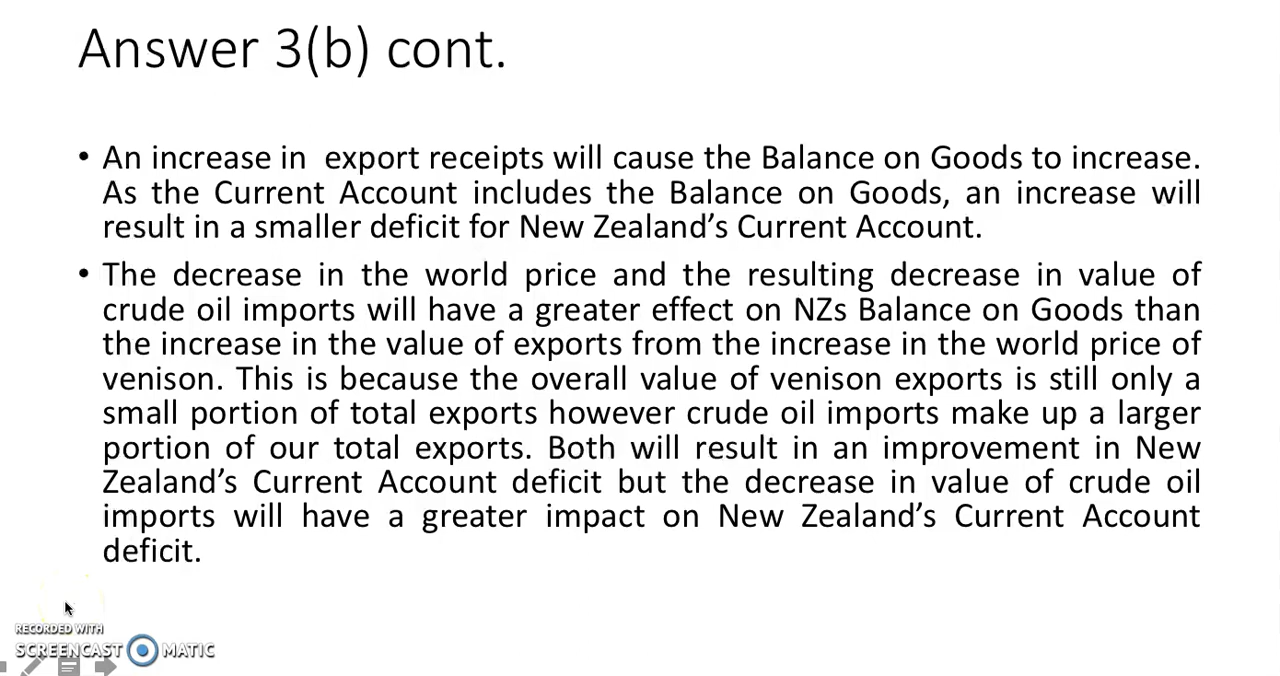 Answer 3(b) cont.
• An increase in  export receipts will cause the Balance on Goods to increase.
As the Current Account includes the Balance on Goods, an increase will
result in a smaller deficit for New Zealand’s Current Account.
• The decrease in the world price and the resulting decrease in value of
crude oil imports will have a greater effect on NZs Balance on Goods than
the increase in the value of exports from the increase in the world price of
venison. This is because the overall value of venison exports is still only a
small portion of total exports however crude oil imports make up a larger
portion of our total exports. Both will result in an improvement in New
Zealand’s Current Account deficit but the decrease in value of crude oil
imports will have a greater impact on New Zealand’s Current Account
deficit.
RECORDED WITH
SCREENCAST MATIC